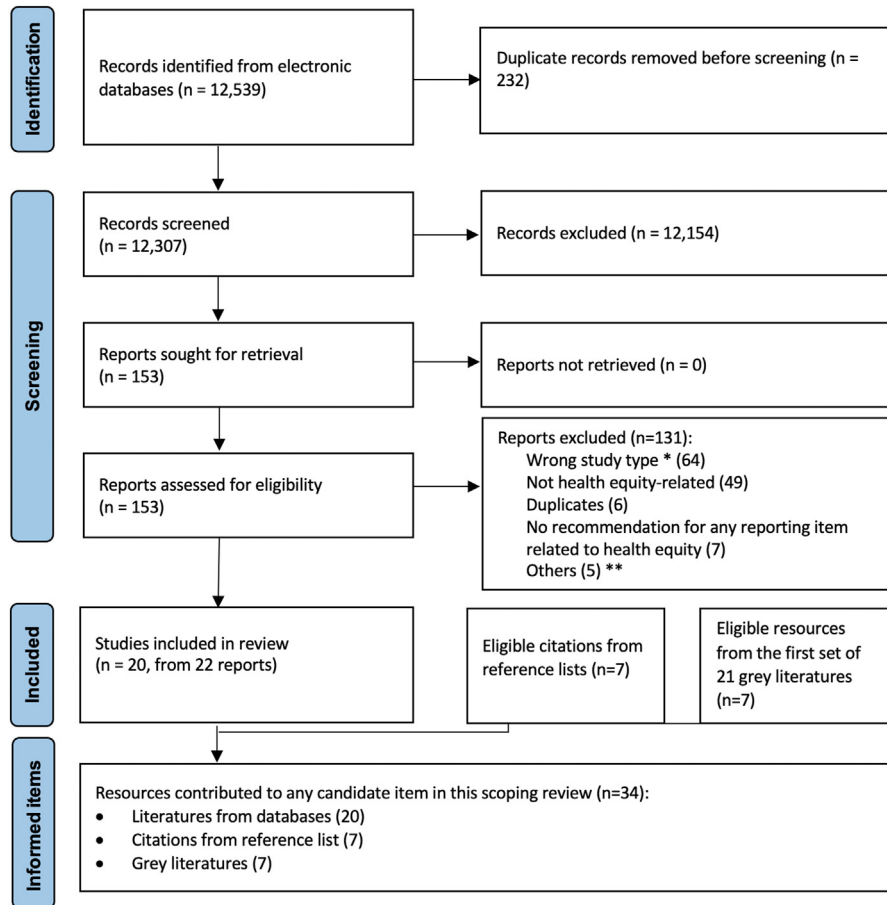 Identification
Records identified from electronic
databases (n = 12,539)
Duplicate records removed before screening (n =
232)
Screening
Records screened
(n = 12,307)
Records excluded (n = 12,154)
Reports sought for retrieval
(n = 153)
Reports not retrieved (n = 0)
Reports assessed for eligibility
(n = 153)
Reports excluded (n=131):
Wrong study type * (64)
Not health equity-related (49)
Duplicates (6)
No recommendation for any reporting item
related to health equity (7)
Others (5) **
Included
Studies included in review
(n = 20, from 22 reports)
Eligible citations from
reference lists (n=7)
Eligible resources
from the first set of
21 grey literatures
(n=7)
Informed items
Resources contributed to any candidate item in this scoping review (n=34):
• Literatures from databases (20)
• Citations from reference list (7)
• Grey literatures (7)